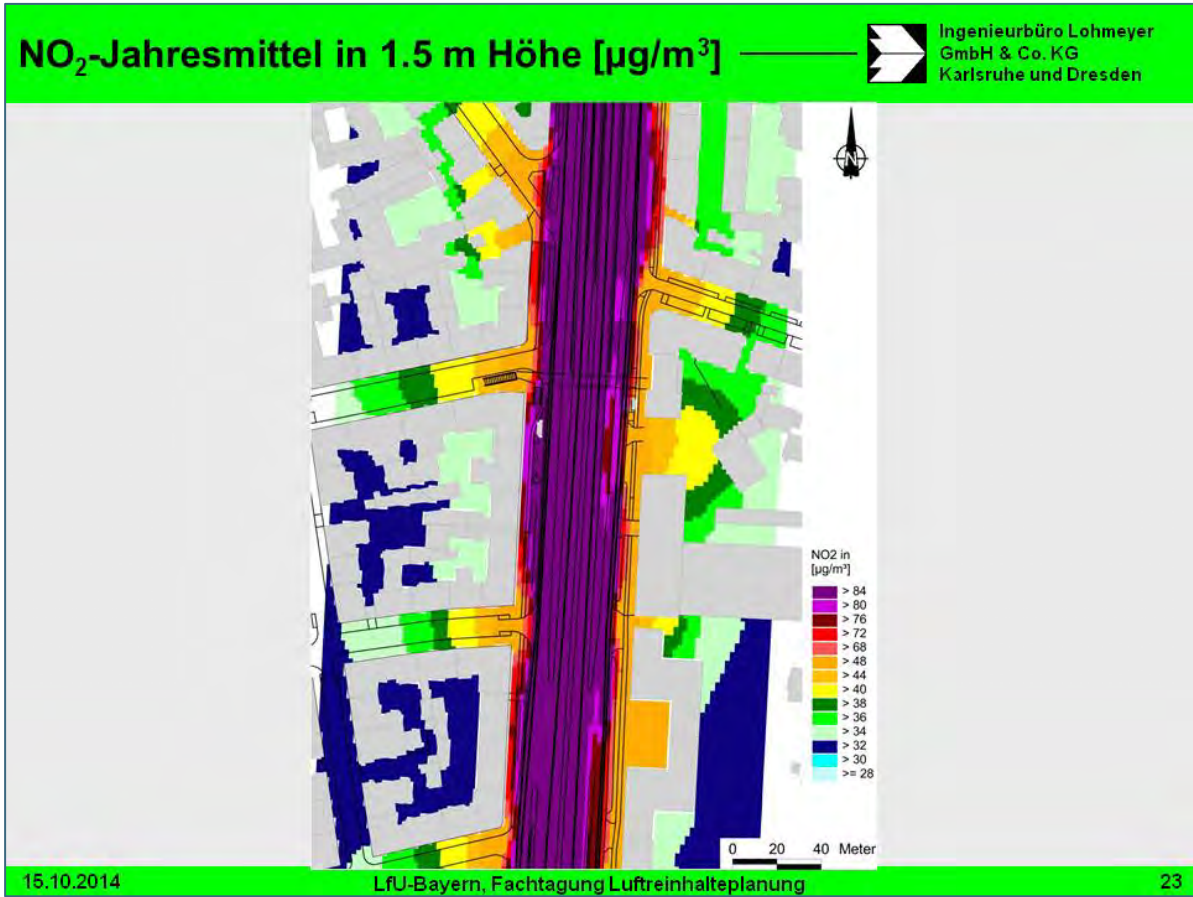 NO₂-Jahresmittel in 1.5 m Höhe [µg/m³]
Ingenieurbüro Lohmeyer
GmbH & Co. KG
Karlsruhe und Dresden
N
NO2 in
[µg/m³]
> 84
> 80
> 76
> 72
> 68
> 48
> 44
> 40
> 38
> 36
> 34
> 32
> 30
>= 28
0 20 40 Meter
15.10.2014
LfU-Bayern, Fachtagung Luftreinhalteplanung
23